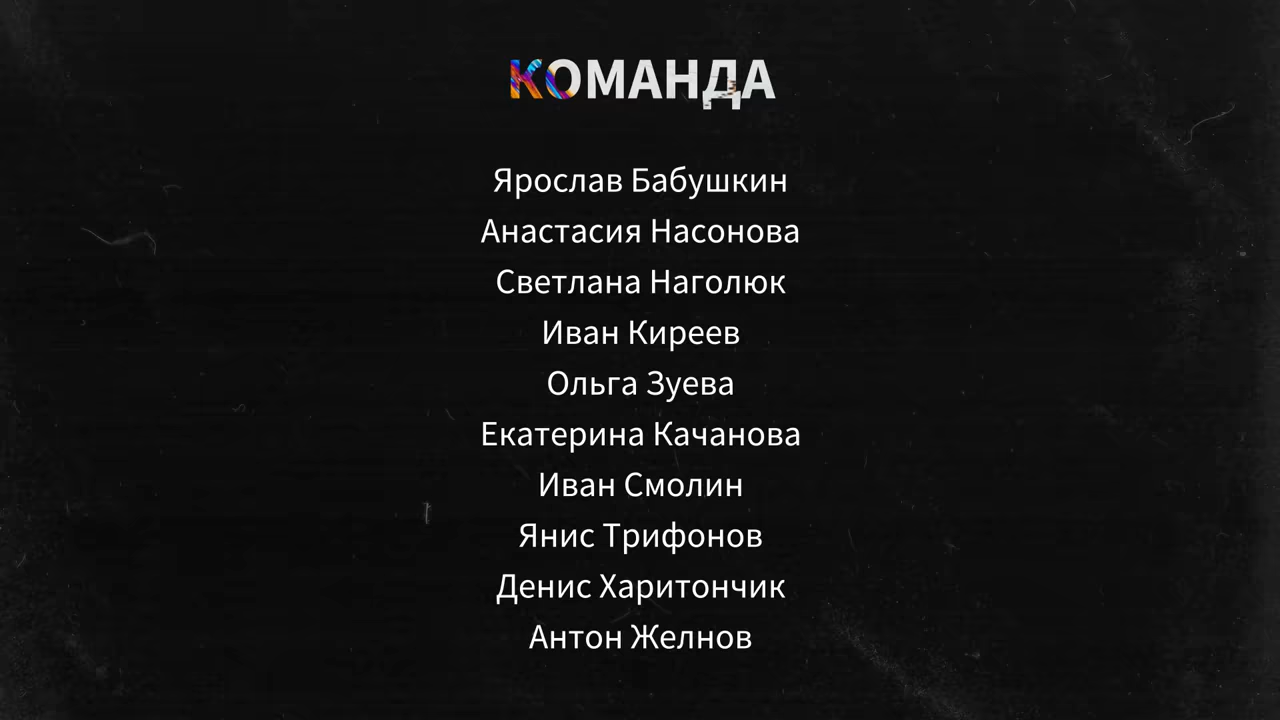 КОМАНДА
Ярослав Бабушкин
Анастасия Насонова
Светлана Наголюк
Иван Киреев
Ольга Зуева
Екатерина Качанова
Иван Смолин
Янис Трифонов
Денис Харитончик
Антон Желнов